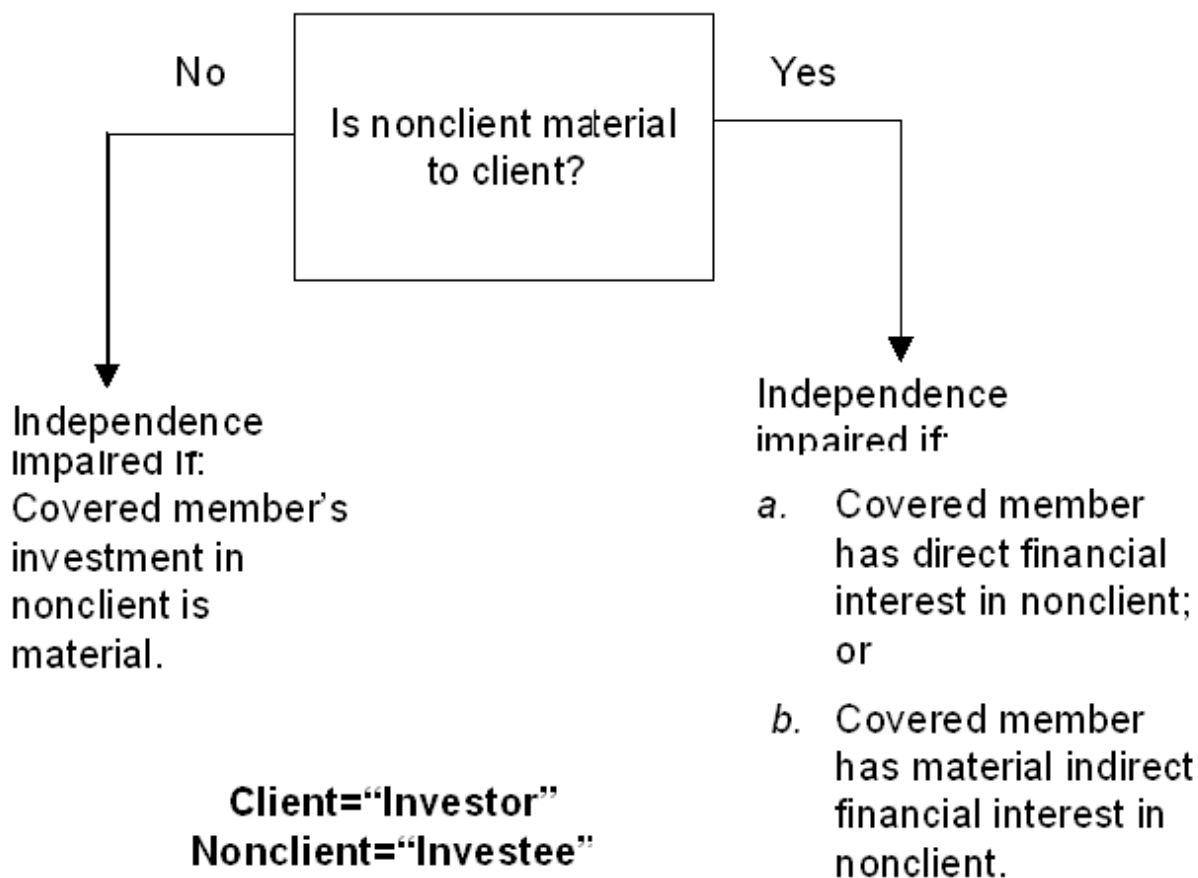 No
Yes
Is nonclient material
to client?
Independence
impaired if:
Covered member's
investment in
nonclient is
material.
Independence
impaired if:
a. Covered member
has direct financial
interest in nonclient;
or
b. Covered member
has material indirect
financial interest in
nonclient.
Client="Investor"
Nonclient="Investee"